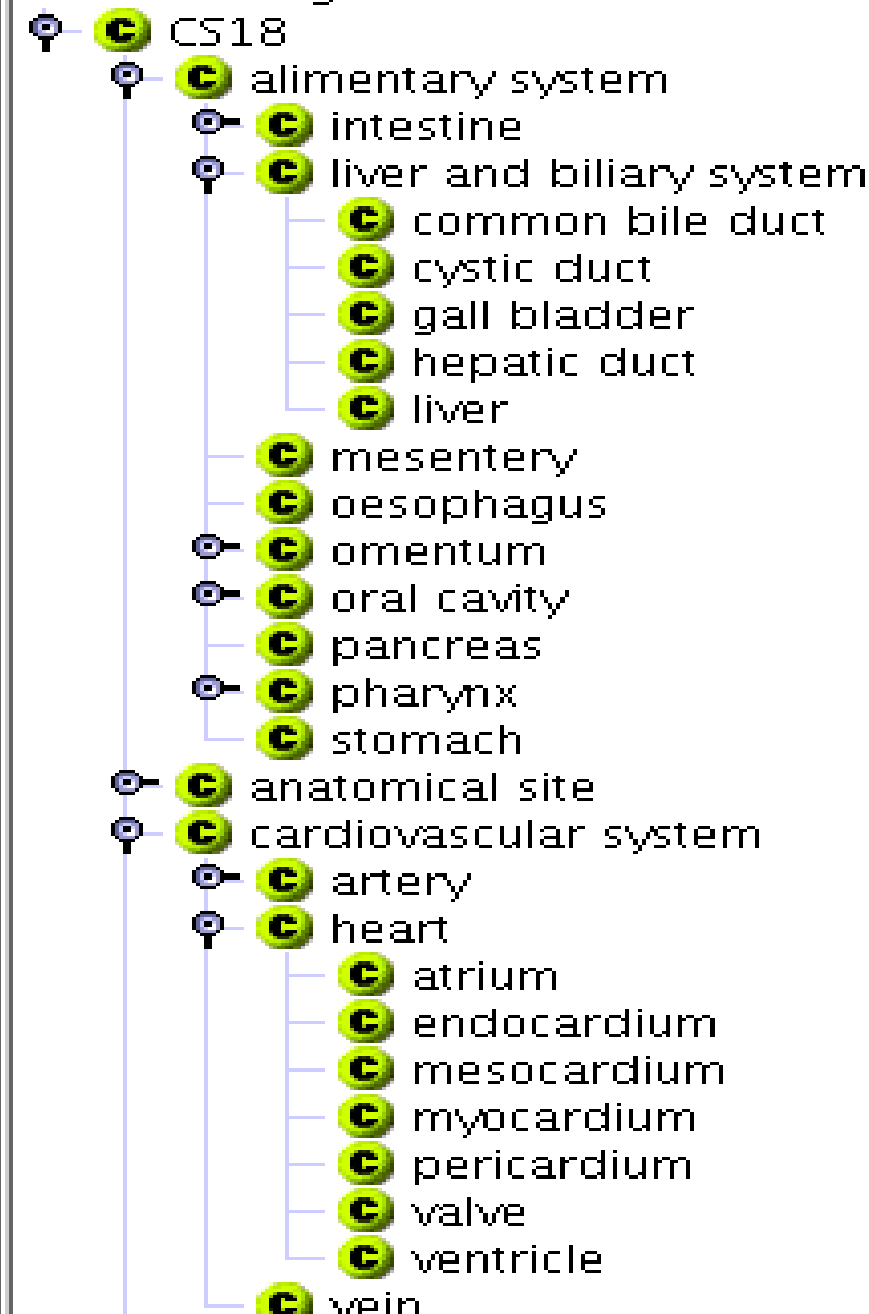 CS18
alimentary system
intestine
liver and biliary system
common bile duct
cystic duct
gall bladder
hepatic duct
liver
mesentery
oesophagus
omentum
oral cavity
pancreas
pharynx
stomach
anatomical site
cardiovascular system
artery
heart
atrium
endocardium
mesocardium
myocardium
pericardium
valve
ventricle
vein